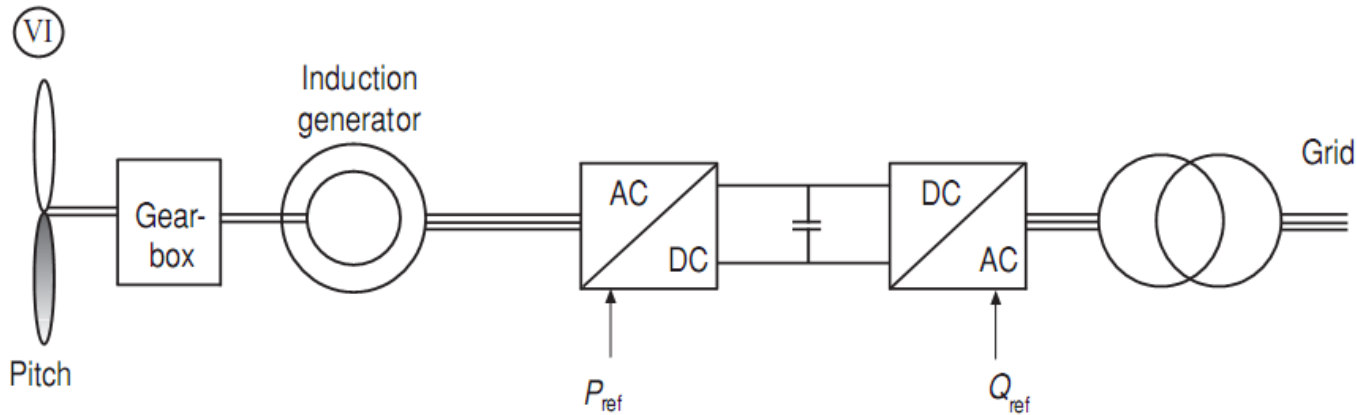 VI
Induction
generator
Grid
Gear-
box
AC
DC
DC
AC
Pitch
Pref
Qref